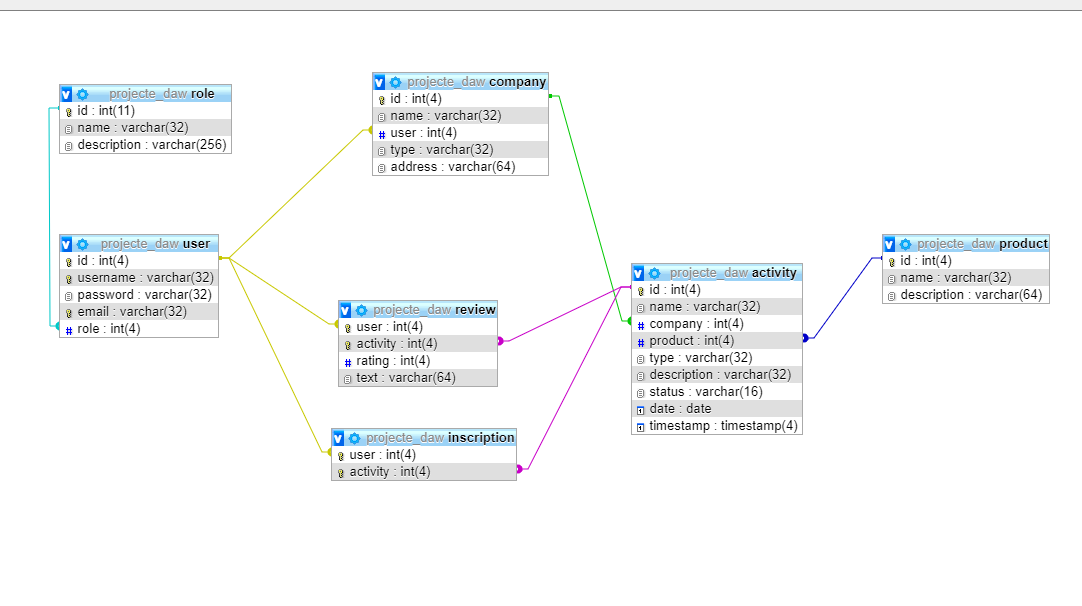 projecte_daw role
id : int(11)
name : varchar(32)
description : varchar(256)
projecte_daw user
id : int(4)
username : varchar(32)
password : varchar(32)
email : varchar(32)
role : int(4)
projecte_daw company
id : int(4)
name : varchar(32)
user : int(4)
type : varchar(32)
address : varchar(64)
projecte_daw review
user : int(4)
activity : int(4)
rating : int(4)
text : varchar(64)
projecte_daw inscription
user : int(4)
activity : int(4)
projecte_daw activity
id : int(4)
name : varchar(32)
company : int(4)
product : int(4)
type : varchar(32)
description : varchar(32)
status : varchar(16)
date : date
timestamp : timestamp(4)
projecte_daw product
id : int(4)
name : varchar(32)
description : varchar(64)